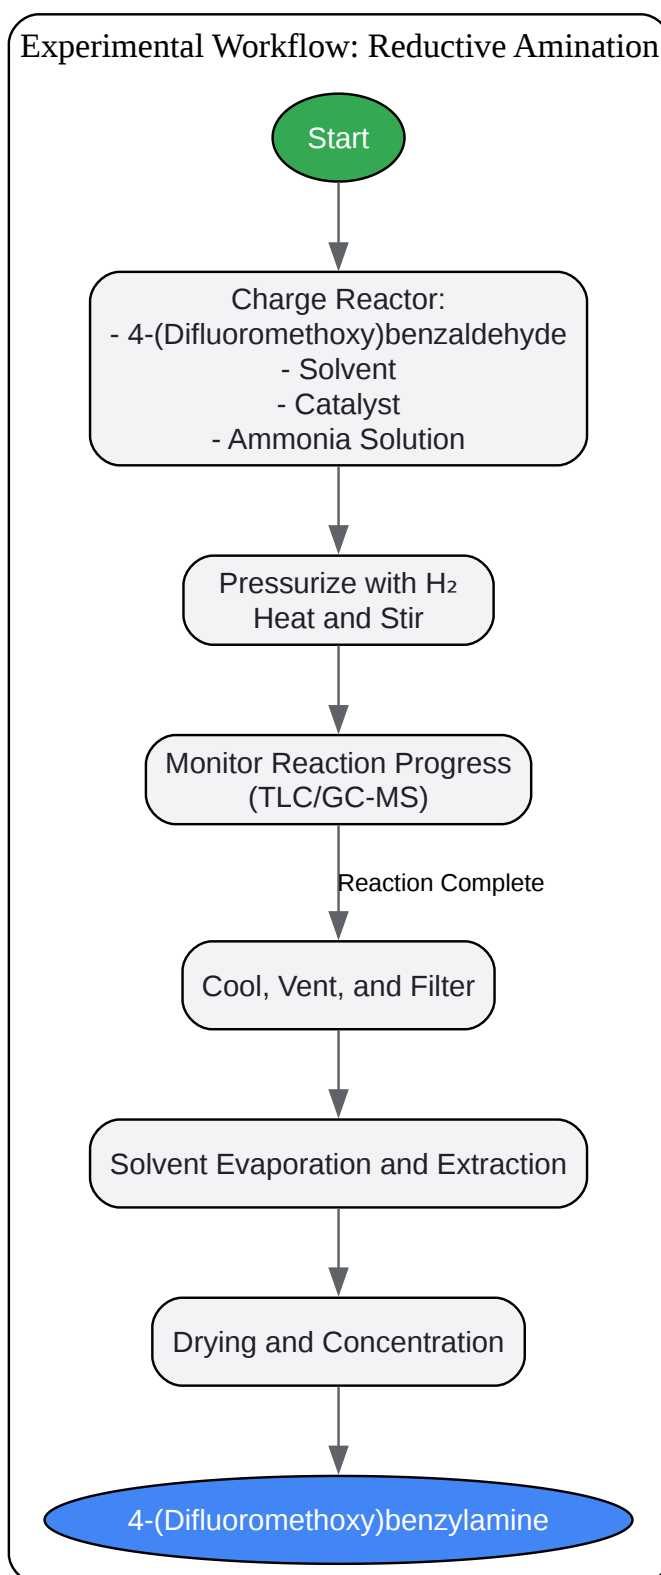 Experimental Workflow: Reductive Amination
Start
Charge Reactor:
- 4-(Difluoromethoxy)benzaldehyde
- Solvent
- Catalyst
- Ammonia Solution
Pressurize with H₂
Heat and Stir
Monitor Reaction Progress
(TLC/GC-MS)
Reaction Complete
Cool, Vent, and Filter
Solvent Evaporation and Extraction
Drying and Concentration
4-(Difluoromethoxy)benzylamine